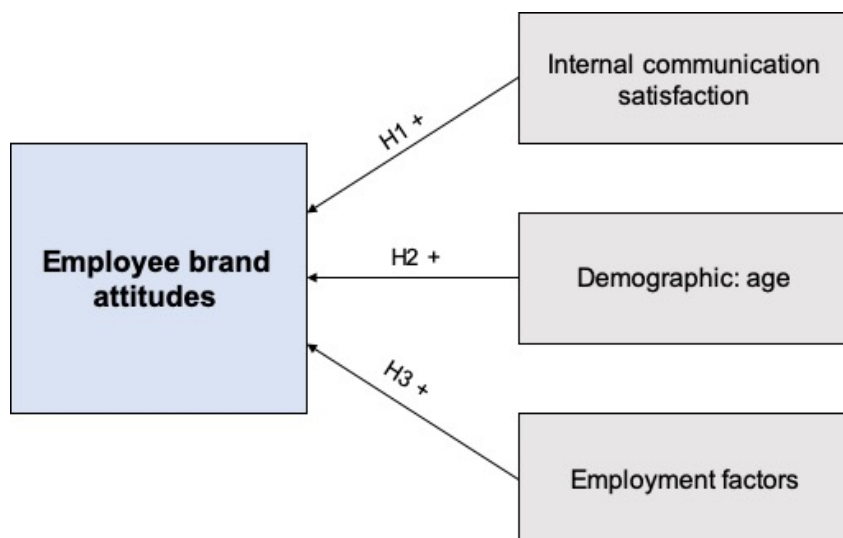 Internal communication
satisfaction
H1 +
Employee brand
attitudes
H2 +
Demographic: age
H3 +
Employment factors